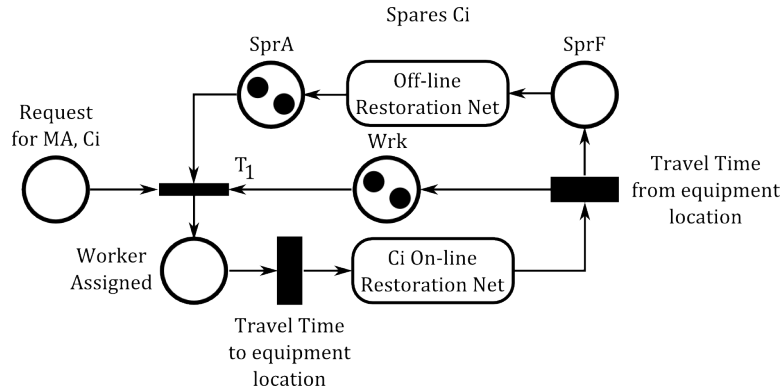 Spares Ci
SprA
SprF
Off-line
Restoration Net
Request
for MA, Ci
Wrk
T1
Travel Time
from equipment
location
Worker
Assigned
Ci On-line
Restoration Net
Travel Time
to equipment
location